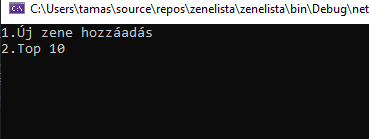 C:\Users\tamas\source\repos\zenelista\zenelista\bin\Debug\net
1.Új zene hozzáadás
2.Top 10